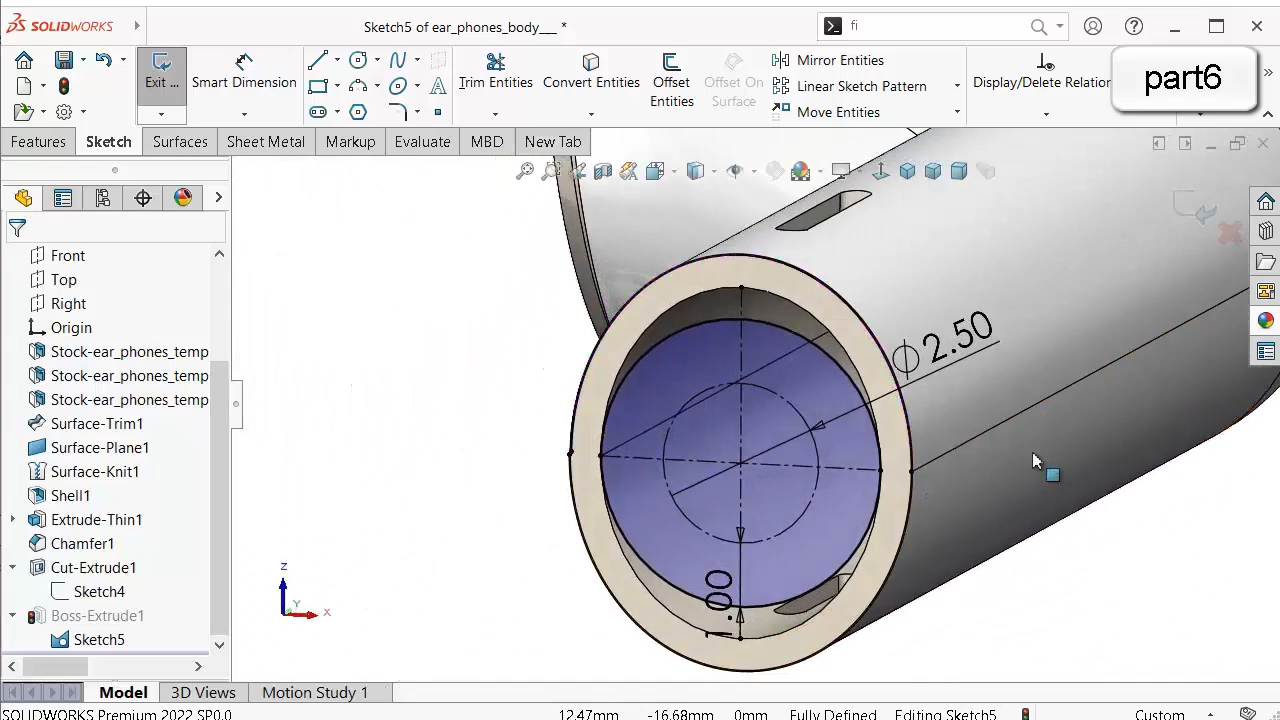 SOLIDWORKS
Sketch5 of ear_phones_body___ *
fi
part6
Exit ...
Smart Dimension
Trim Entities
Convert Entities
Offset Entities
Offset On Surface
Mirror Entities
Linear Sketch Pattern
Move Entities
Display/Delete Relation
Features
Sketch
Surfaces
Sheet Metal
Markup
Evaluate
MBD
New Tab
Front
Top
Right
Origin
Stock-ear_phones_temp
Stock-ear_phones_temp
Stock-ear_phones_temp
Surface-Trim1
Surface-Plane1
Surface-Knit1
Shell1
Extrude-Thin1
Chamfer1
Cut-Extrude1
Sketch4
Boss-Extrude1
Sketch5
∅2.50
1.00
Z
Y
X
Model
3D Views
Motion Study 1
SOLIDWORKS Premium 2022 SP0.0
12.47mm
-16.68mm
0mm
Fully Defined
Editing Sketch5
Custom